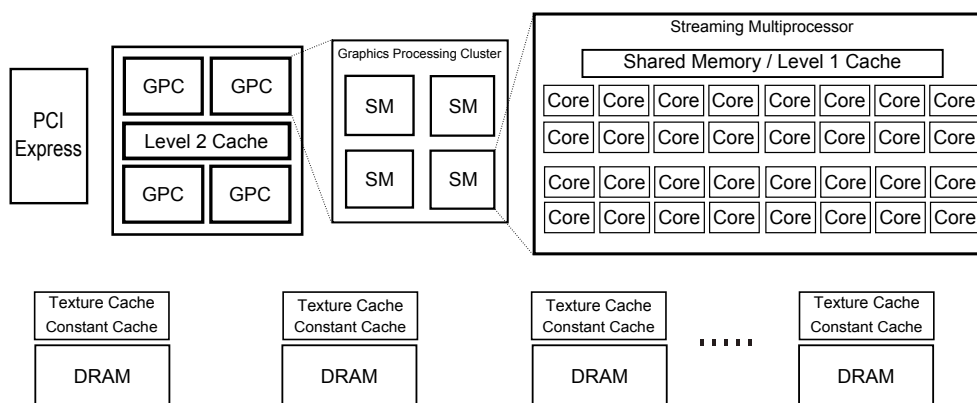 Streaming Multiprocessor
Graphics Processing Cluster
Shared Memory / Level 1 Cache
PCI
Express
GPC GPC
Level 2 Cache
GPC GPC
SM SM
SM SM
Core Core Core Core Core Core Core Core
Core Core Core Core Core Core Core Core
Core Core Core Core Core Core Core Core
Core Core Core Core Core Core Core Core
Texture Cache
Constant Cache
DRAM
Texture Cache
Constant Cache
DRAM
Texture Cache
Constant Cache
DRAM
Texture Cache
Constant Cache
DRAM